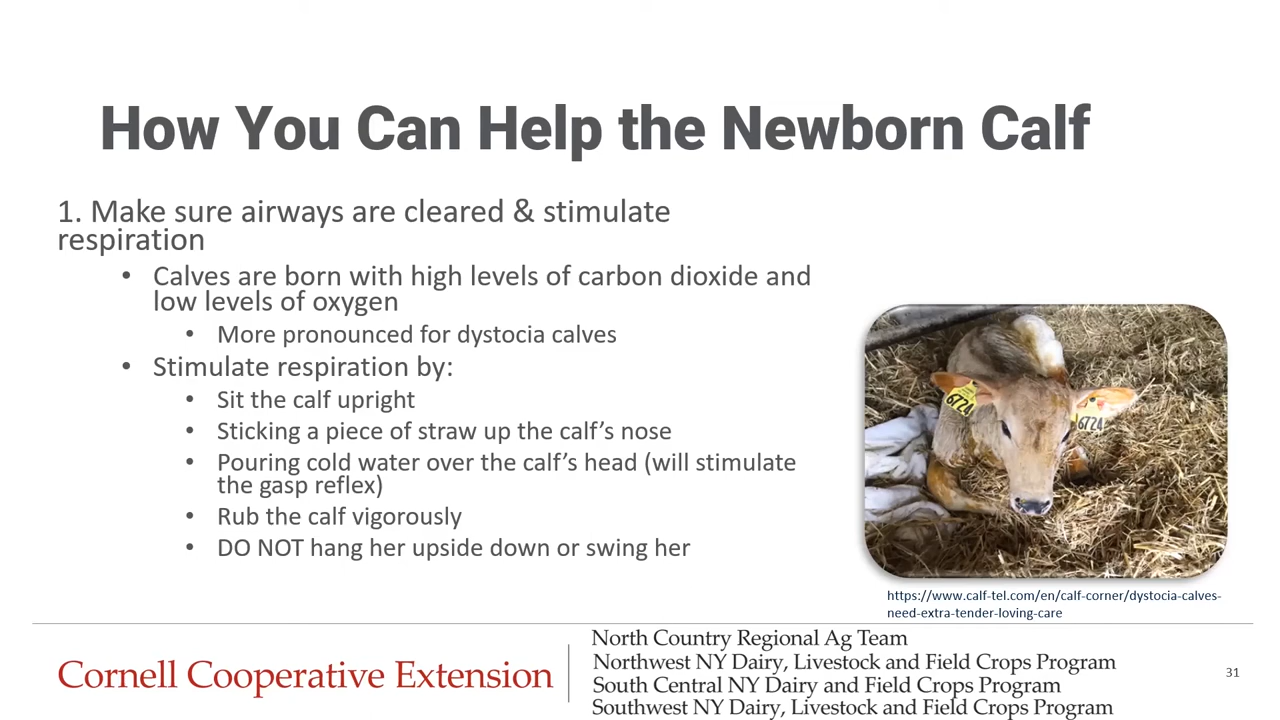 How You Can Help the Newborn Calf
1. Make sure airways are cleared & stimulate
respiration
• Calves are born with high levels of carbon dioxide and
low levels of oxygen
• More pronounced for dystocia calves
• Stimulate respiration by:
• Sit the calf upright
• Sticking a piece of straw up the calf's nose
• Pouring cold water over the calf's head (will stimulate
the gasp reflex)
• Rub the calf vigorously
• DO NOT hang her upside down or swing her
6724
6724
https://www.calf-tel.com/en/calf-corner/dystocia-calves-
need-extra-tender-loving-care
Cornell Cooperative Extension
North Country Regional Ag Team
Northwest NY Dairy, Livestock and Field Crops Program
South Central NY Dairy and Field Crops Program
Southwest NY Dairy, Livestock and Field Crops Program
31